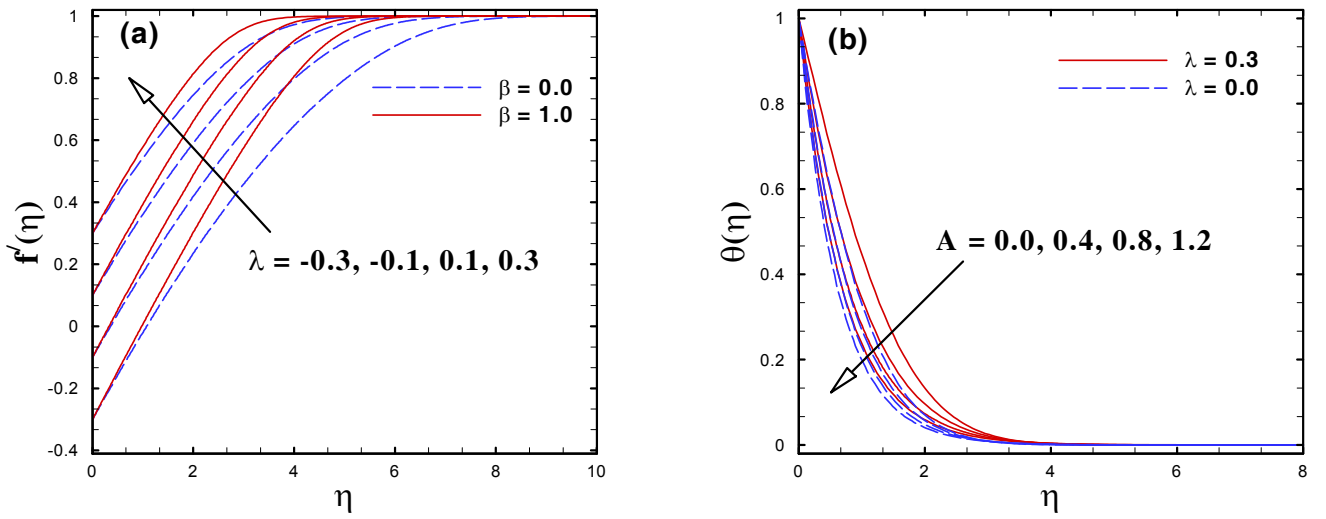 (a)
1
0.8
0.6
0.4
0.2
0
-0.2
-0.4
f′(η)
β = 0.0
β = 1.0
λ = -0.3, -0.1, 0.1, 0.3
0 2 4 6 8 10
η
(b)
1
0.8
0.6
0.4
0.2
0
θ(η)
λ = 0.3
λ = 0.0
A = 0.0, 0.4, 0.8, 1.2
0 2 4 6 8
η